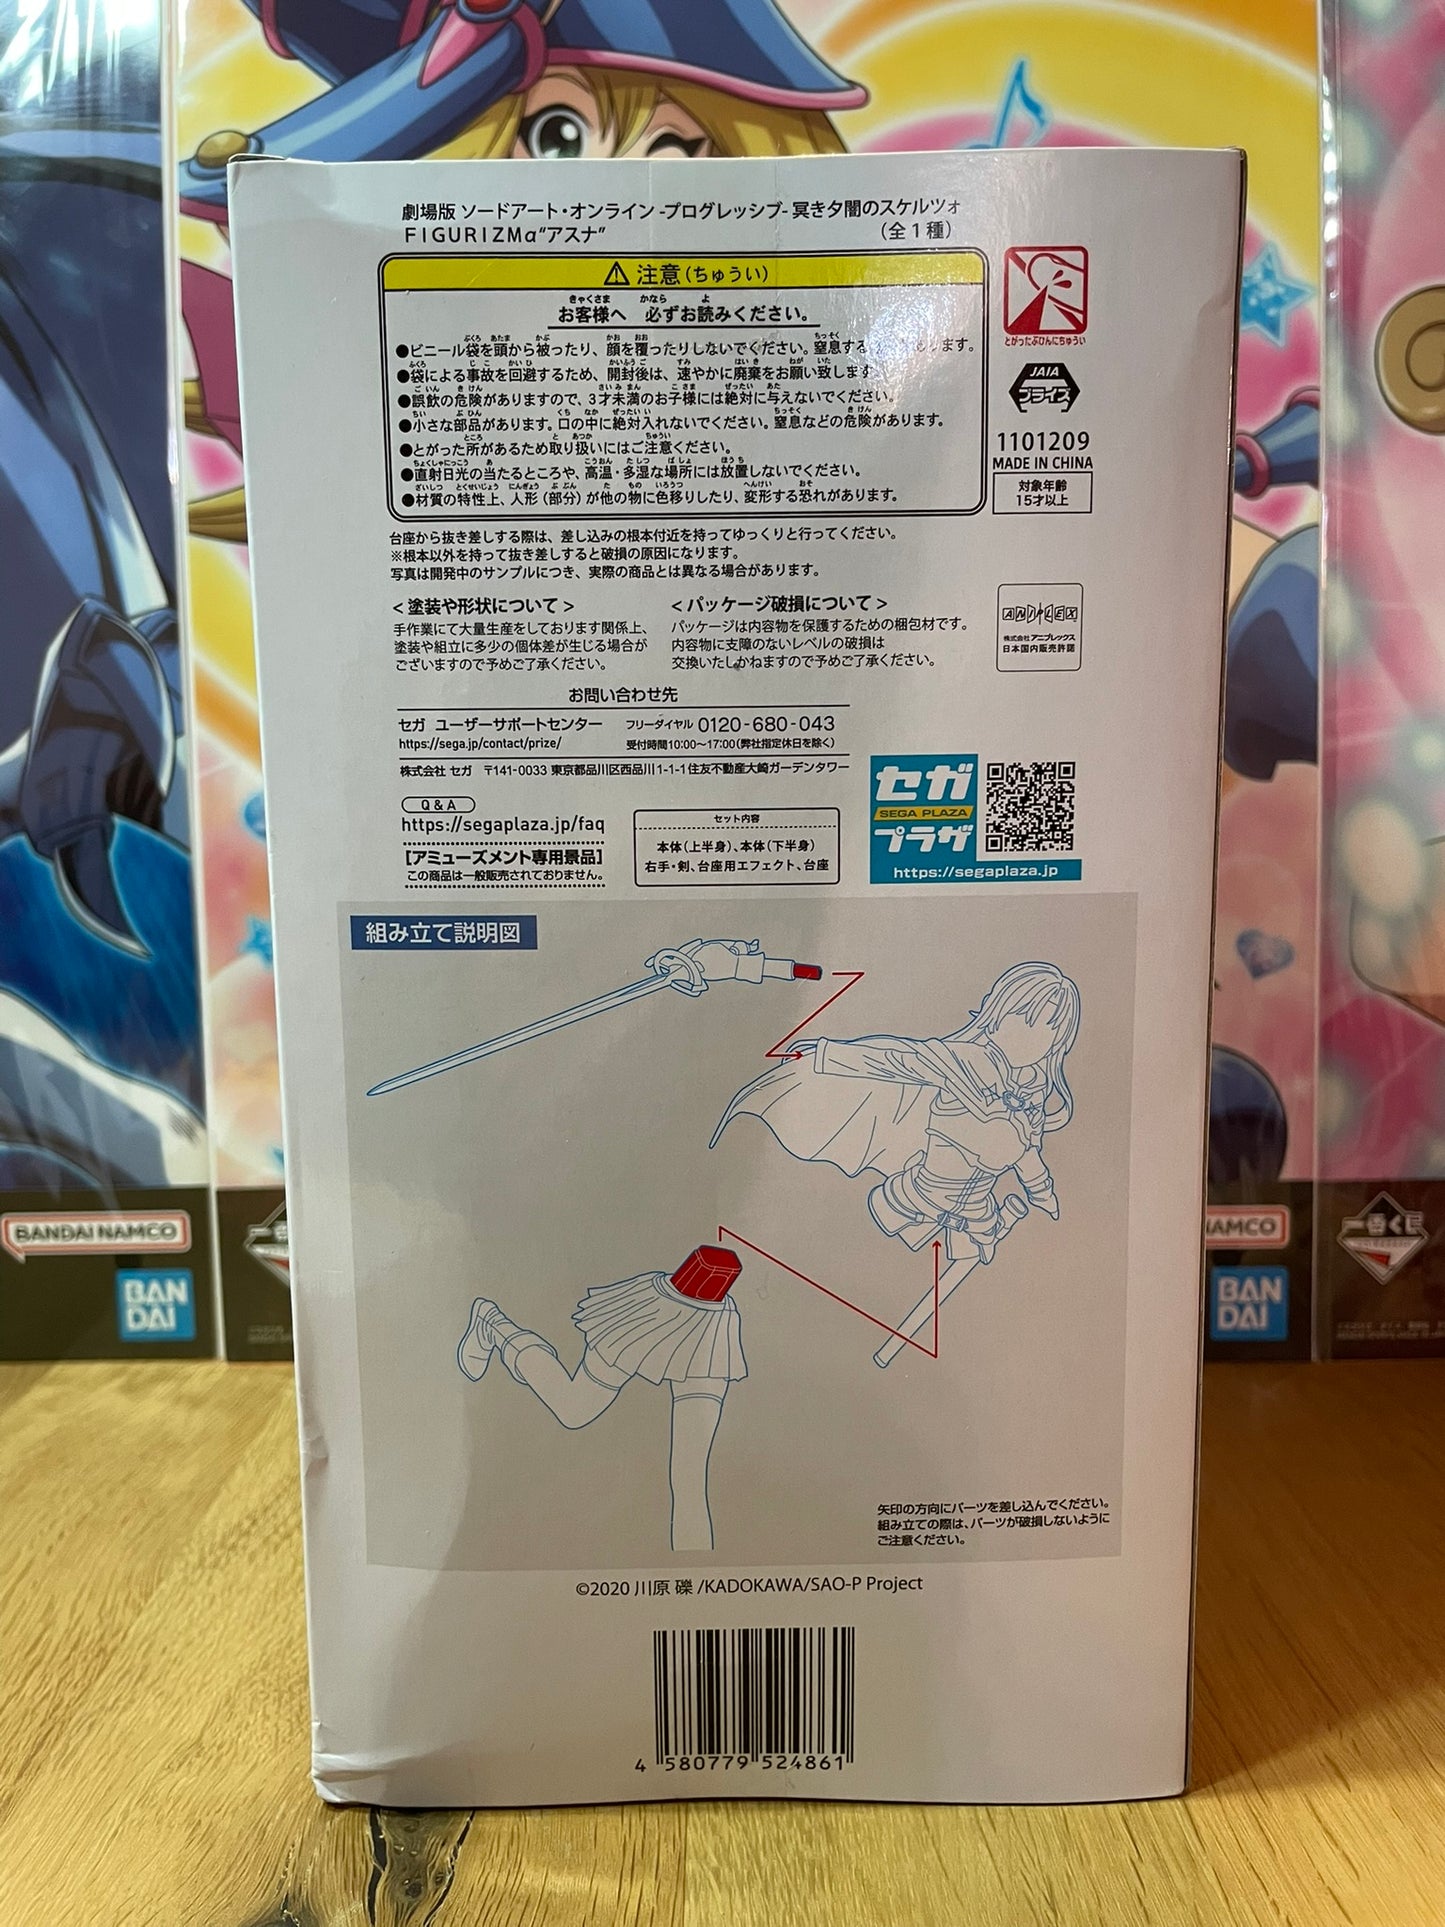 劇場版 ソードアート・オンライン -プログレッシブ- 冥き夕闇のスケルツォ
FIGURIZMα“アスナ”
（全１種）
注意(ちゅうい)
お客様へ 必ずお読みください。
●ビニール袋を頭から被ったり、顔を覆ったりしないでください。窒息する
●袋による事故を回避するため、開封後は、速やかに廃棄をお願い致します
●誤飲の危険がありますので、3才未満のお子様には絶対に与えないでください。
●小さな部品があります。口の中に絶対入れないでください。窒息などの危険があります。
●とがった所があるため取り扱いにはご注意ください。
●直射日光の当たるところや、高温・多湿な場所には放置しないでください。
●材質の特性上、人形（部分）が他の物に色移りしたり、変形する恐れがあります。
とがったぶひんにちゅうい
JAIA
プライズ
1101209
MADE IN CHINA
対象年齢
15才以上
台座から抜き差しする際は、差し込みの根本付近を持ってゆっくりと行ってください。
※根本以外を持って抜き差しすると破損の原因になります。
写真は開発中のサンプルにつき、実際の商品とは異なる場合があります。
＜塗装や形状について＞
手作業にて大量生産をしております関係上、
塗装や組立に多少の個体差が生じる場合が
ございますので予めご了承ください。
＜パッケージ破損について＞
パッケージは内容物を保護するための梱包材です。
内容物に支障のないレベルの破損は
交換いたしかねますので予めご了承ください。
ANIPLEX
株式会社アニプレックス
日本国内販売許諾
お問い合わせ先
セガ ユーザーサポートセンター
https://sega.jp/contact/prize/
フリーダイヤル 0120-680-043
受付時間10:00〜17:00(弊社指定休日を除く)
株式会社 セガ 〒141-0033 東京都品川区西品川1-1-1住友不動産大崎ガーデンタワー
Q&A
https://segaplaza.jp/faq
[アミューズメント専用景品]
この商品は一般販売されておりません。
セット内容
本体(上半身)、本体(下半身)
右手・剣、台座用エフェクト、台座
セガ
SEGA PLAZA
プラザ
https://segaplaza.jp
組み立て説明図
矢印の方向にパーツを差し込んでください。
組み立ての際は、パーツが破損しないように
ご注意ください。
©2020 川原 礫 /KADOKAWA/SAO-P Project
4 580779 524861
BANDAI NAMCO
BAN
DAI
NAMCO
BAN
DAI
一番くじ